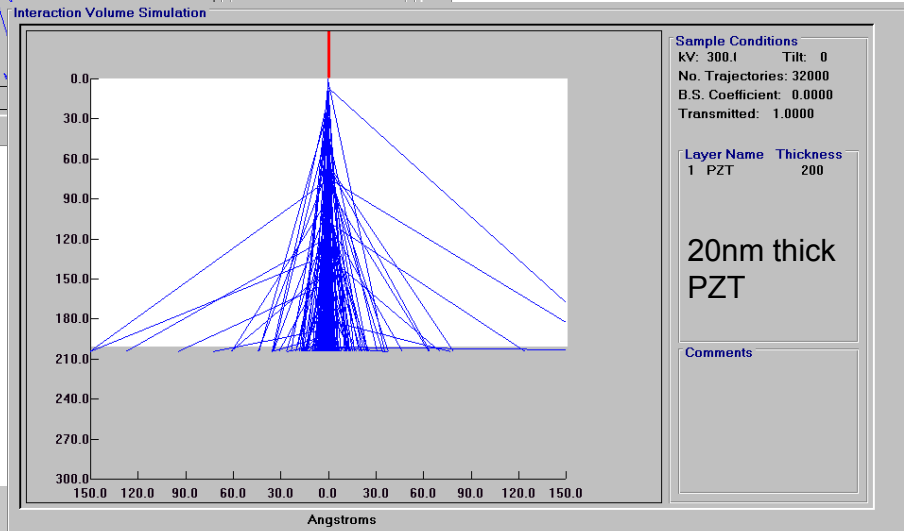 Interaction Volume Simulation
Sample Conditions
kV: 300.( Tilt: 0
No. Trajectories: 32000
B.S. Coefficient: 0.0000
Transmitted: 1.0000
Layer Name Thickness
1 PZT 200
20nm thick
PZT
Comments
0.0
30.0
60.0
90.0
120.0
150.0
180.0
210.0
240.0
270.0
300.0
150.0 120.0 90.0 60.0 30.0 0.0 30.0 60.0 90.0 120.0 150.0
Angstroms